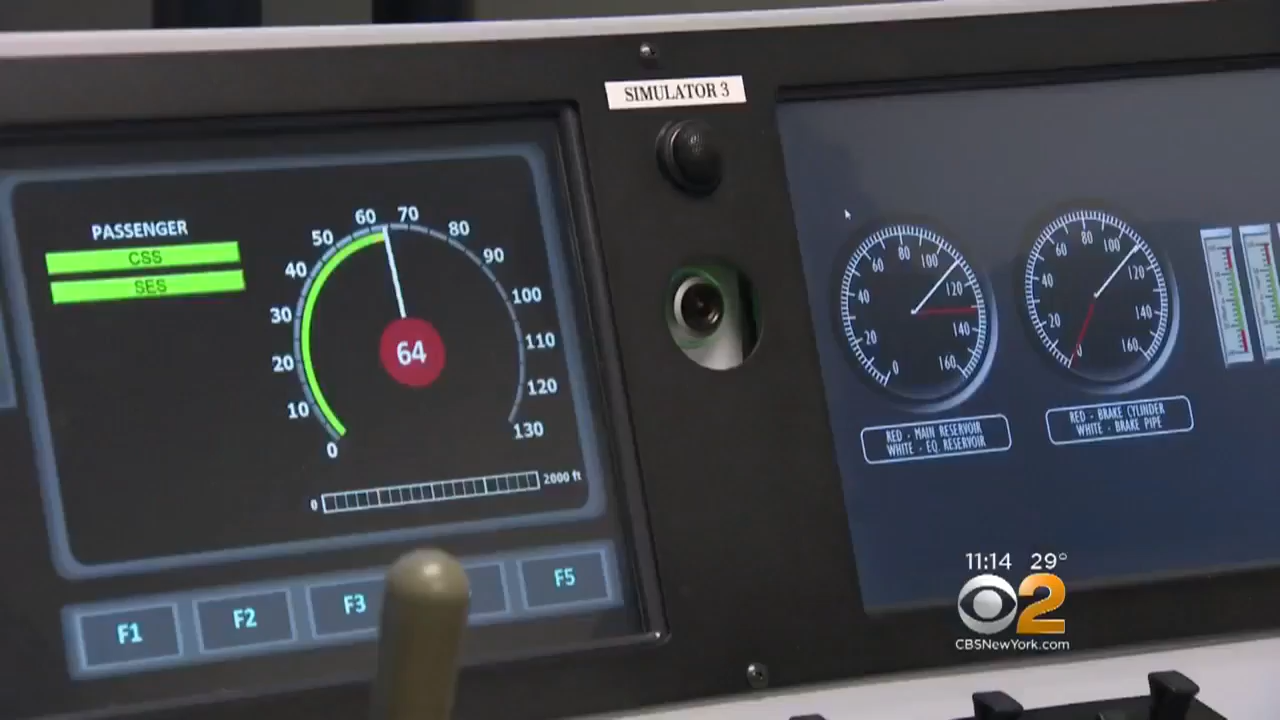 SIMULATOR 3
PASSENGER
CSS
SES
0
10
20
30
40
50
60
70
80
90
100
110
120
130
64
0
2000 ft
F1
F2
F3
F5
0
20
40
60
80
100
120
140
160
RED - MAIN RESERVOIR
WHITE - EQ. RESERVOIR
0
20
40
60
80
100
120
140
160
RED - BRAKE CYLINDER
WHITE - BRAKE PIPE
11:14 29°
2
CBSNewYork.com